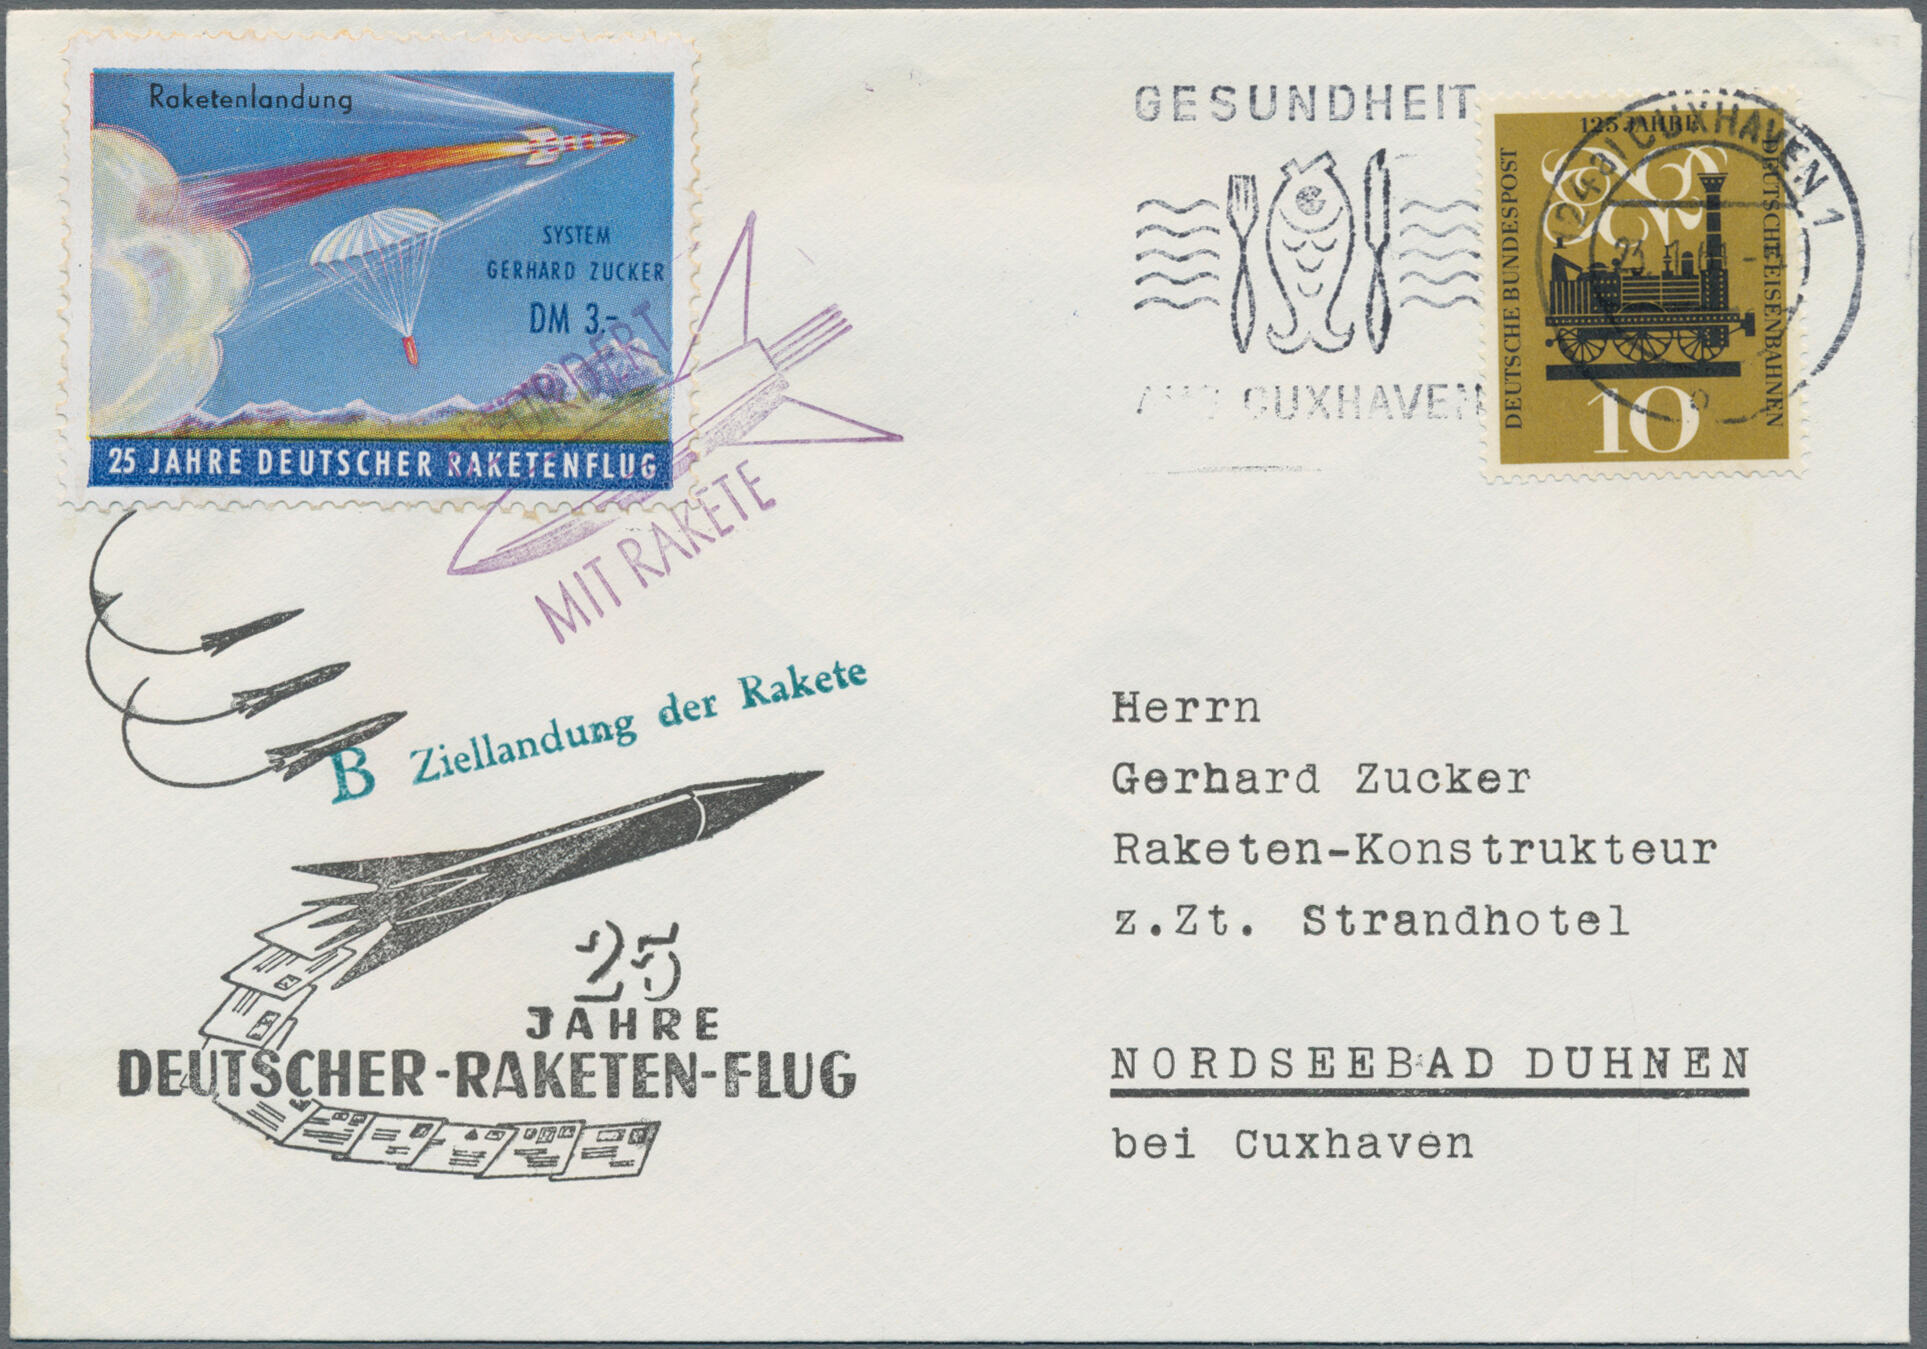 Raketenlandung
SYSTEM
GERHARD ZUCKER
DM 3.-
25 JAHRE DEUTSCHER RAKETENFLUG
MIT RAKETE
GESUNDHEIT
CUXHAVEN
125 JAHRE
DEUTSCHE EISENBAHNEN
DEUTSCHE BUNDESPOST
10
CUXHAVEN 1
B Ziellandung der Rakete
25
JAHRE
DEUTSCHER-RAKETEN-FLUG
Herrn
Gerhard Zucker
Raketen-Konstrukteur
z.Zt. Strandhotel
NORDSEEBAD DUHNEN
bei Cuxhaven